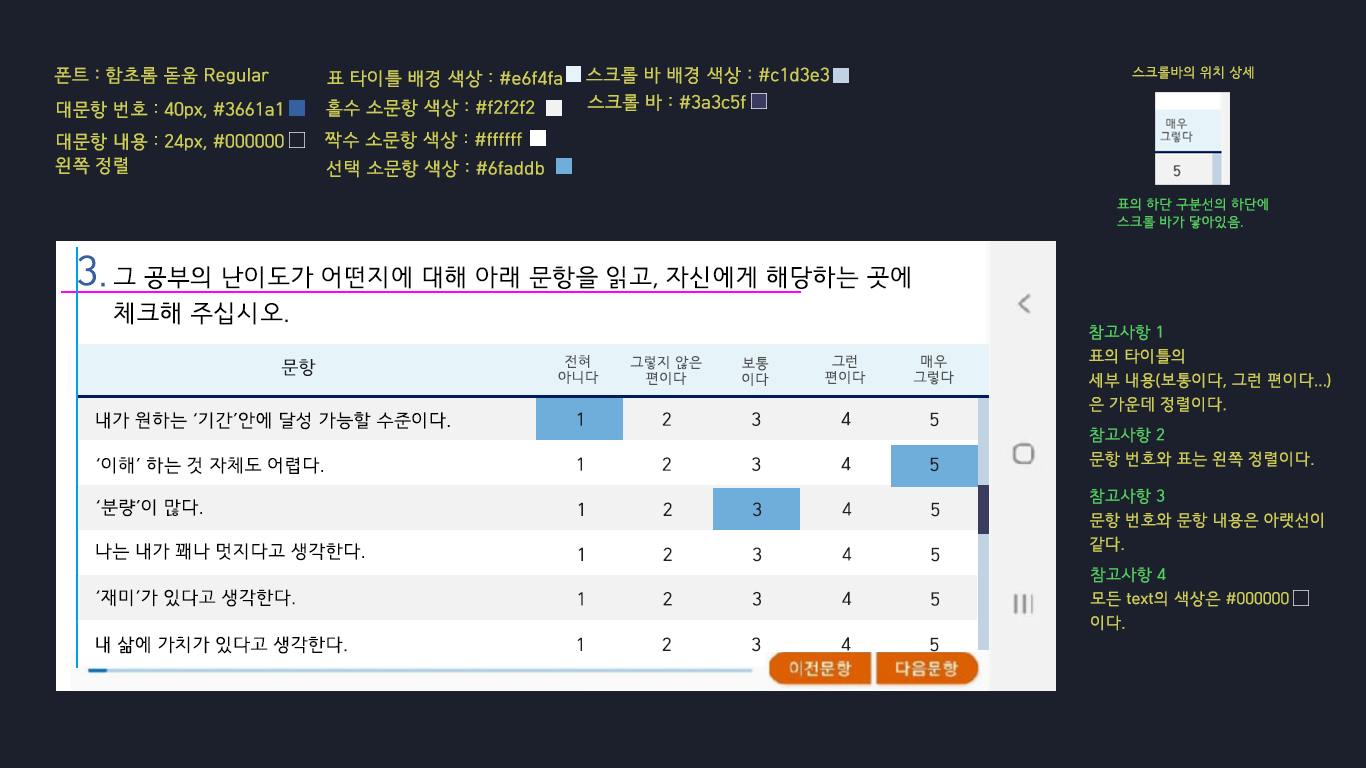 폰트 : 함초롬 돋움 Regular
대문항 번호 : 40px, #3661a1
대문항 내용 : 24px, #000000
왼쪽 정렬
표 타이틀 배경 색상 : #e6f4fa
홀수 소문항 색상 : #f2f2f2
짝수 소문항 색상 : #ffffff
선택 소문항 색상 : #6faddb
스크롤 바 배경 색상 : #c1d3e3
스크롤 바 : #3a3c5f
스크롤바의 위치 상세
매우
그렇다
5
표의 하단 구분선의 하단에
스크롤 바가 닿아있음.
3. 그 공부의 난이도가 어떤지에 대해 아래 문항을 읽고, 자신에게 해당하는 곳에
체크해 주십시오.
문항
전혀
아니다
그렇지 않은
편이다
보통
이다
그런
편이다
매우
그렇다
내가 원하는 ‘기간’안에 달성 가능할 수준이다. 1 2 3 4 5
‘이해’ 하는 것 자체도 어렵다. 1 2 3 4 5
‘분량’이 많다. 1 2 3 4 5
나는 내가 꽤나 멋지다고 생각한다. 1 2 3 4 5
‘재미’가 있다고 생각한다. 1 2 3 4 5
내 삶에 가치가 있다고 생각한다. 1 2 3 4 5
이전문항
다음문항
참고사항 1
표의 타이틀의
세부 내용(보통이다, 그런 편이다...)
은 가운데 정렬이다.
참고사항 2
문항 번호와 표는 왼쪽 정렬이다.
참고사항 3
문항 번호와 문항 내용은 아랫선이
같다.
참고사항 4
모든 text의 색상은 #000000
이다.